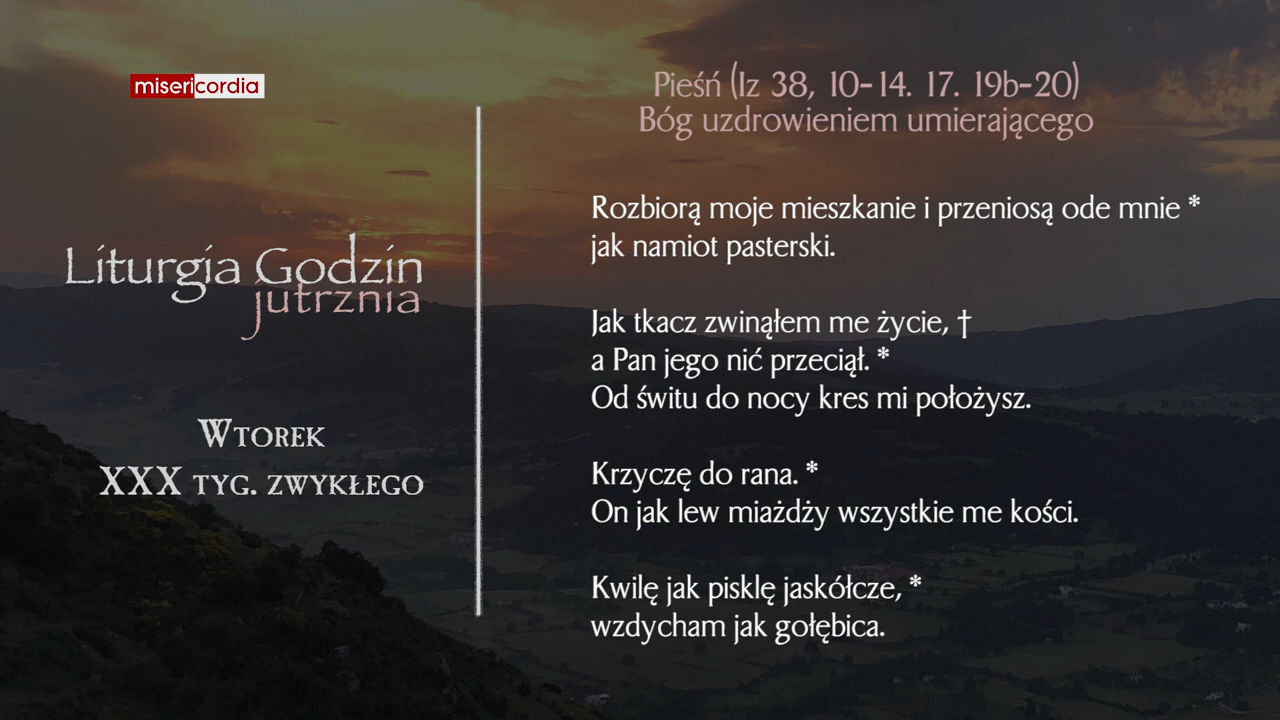 misericordia
Liturgia Godzin
jutrznia
Wtorek
XXX tyg. zwykłego
Pieśń (Iz 38, 10-14. 17. 19b-20)
Bóg uzdrowieniem umierającego
Rozbiorą moje mieszkanie i przeniosą ode mnie *
jak namiot pasterski.
Jak tkacz zwinąłem me życie, †
a Pan jego nić przeciął. *
Od świtu do nocy kres mi położysz.
Krzyczę do rana. *
On jak lew miażdży wszystkie me kości.
Kwilę jak pisklę jaskółcze, *
wzdycham jak gołębica.